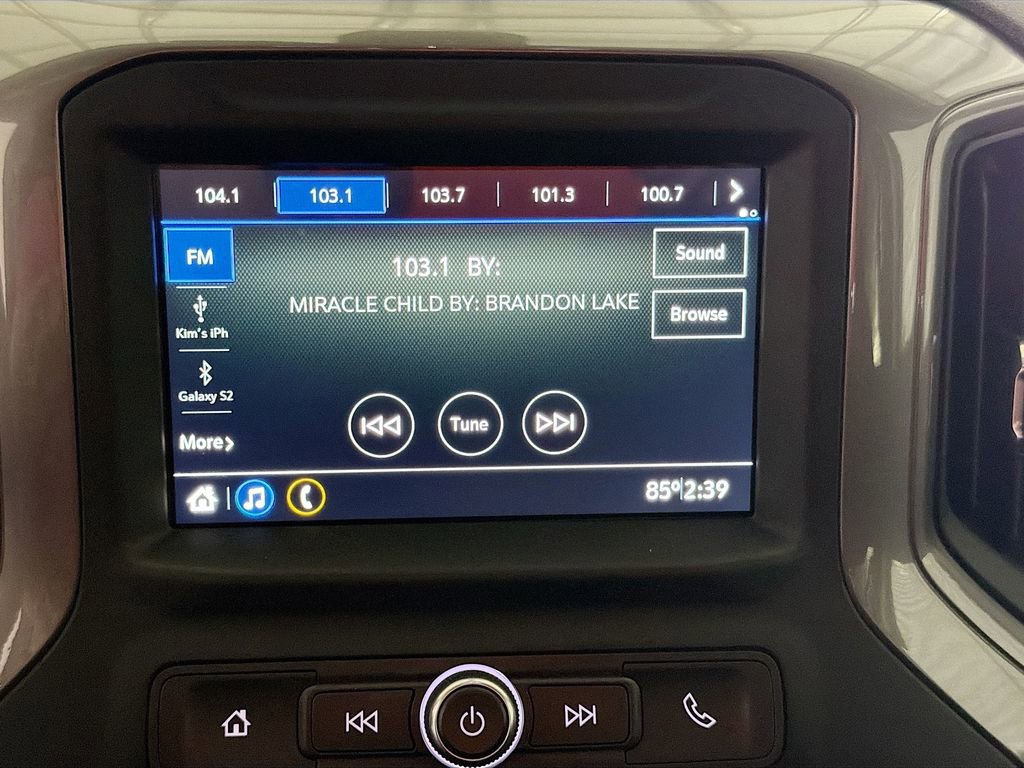 104.1 103.1 103.7 101.3 100.7
FM
103.1 BY:
Sound
MIRACLE CHILD BY: BRANDON LAKE
Browse
Kim's iPh
Galaxy S2
Tune
More
85° 2:39